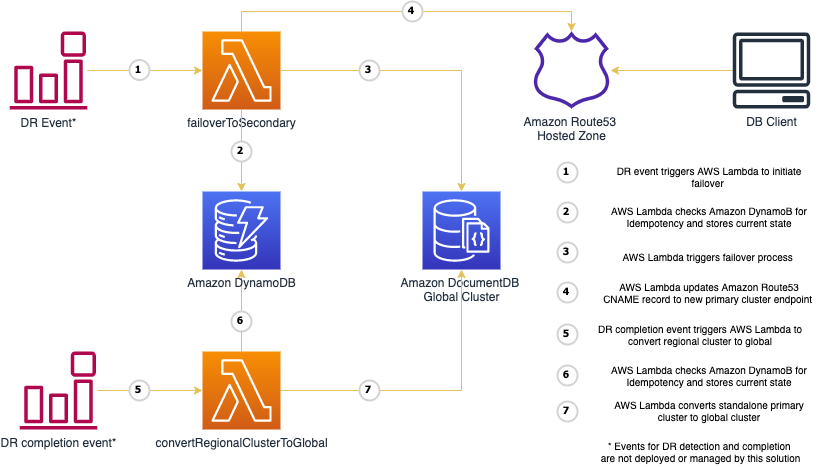 4
1
3
DR Event*
failoverToSecondary
Amazon Route53
Hosted Zone
DB Client
2
1
DR event triggers AWS Lambda to initiate
failover
2
AWS Lambda checks Amazon DynamoB for
Idempotency and stores current state
3
AWS Lambda triggers failover process
Amazon DynamoDB
Amazon DocumentDB
Global Cluster
4
AWS Lambda updates Amazon Route53
CNAME record to new primary cluster endpoint
6
5
DR completion event triggers AWS Lambda to
convert regional cluster to global
5
7
6
AWS Lambda checks Amazon DynamoB for
Idempotency and stores current state
7
AWS Lambda converts standalone primary
cluster to global cluster
DR completion event*
convertRegionalClusterToGlobal
* Events for DR detection and completion
are not deployed or managed by this solution